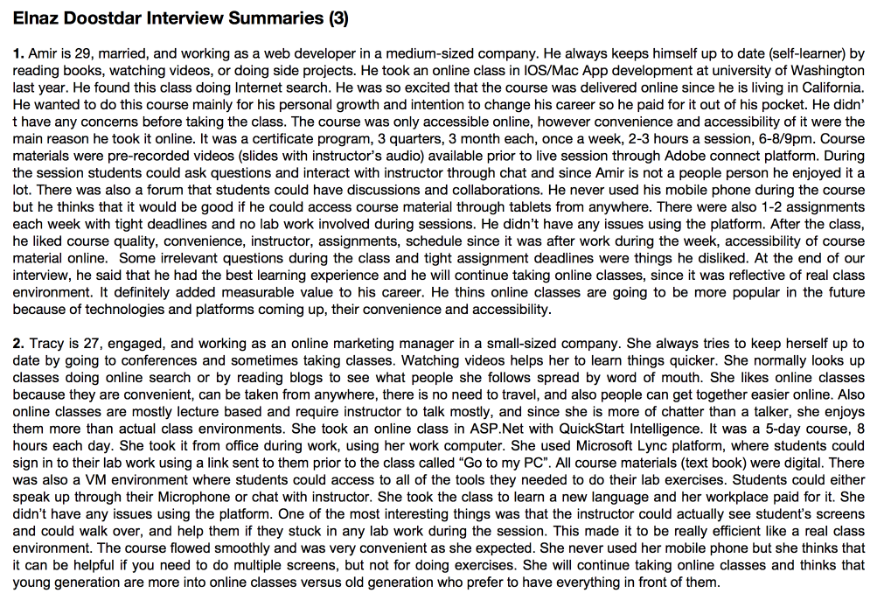 Elnaz Doostdar Interview Summaries (3)
1. Amir is 29, married, and working as a web developer in a medium-sized company. He always keeps himself up to date (self-learner) by
reading books, watching videos, or doing side projects. He took an online class in IOS/Mac App development at university of Washington
last year. He found this class doing Internet search. He was so excited that the course was delivered online since he is living in California.
He wanted to do this course mainly for his personal growth and intention to change his career so he paid for it out of his pocket. He didn'
t have any concerns before taking the class. The course was only accessible online, however convenience and accessibility of it were the
main reason he took it online. It was a certificate program, 3 quarters, 3 month each, once a week, 2-3 hours a session, 6-8/9pm. Course
materials were pre-recorded videos (slides with instructor's audio) available prior to live session through Adobe connect platform. During
the session students could ask questions and interact with instructor through chat and since Amir is not a people person he enjoyed it a
lot. There was also a forum that students could have discussions and collaborations. He never used his mobile phone during the course
but he thinks that it would be good if he could access course material through tablets from anywhere. There were also 1-2 assignments
each week with tight deadlines and no lab work involved during sessions. He didn't have any issues using the platform. After the class,
he liked course quality, convenience, instructor, assignments, schedule since it was after work during the week, accessibility of course
material online. Some irrelevant questions during the class and tight assignment deadlines were things he disliked. At the end of our
interview, he said that he had the best learning experience and he will continue taking online classes, since it was reflective of real class
environment. It definitely added measurable value to his career. He thins online classes are going to be more popular in the future
because of technologies and platforms coming up, their convenience and accessibility.
2. Tracy is 27, engaged, and working as an online marketing manager in a small-sized company. She always tries to keep herself up to
date by going to conferences and sometimes taking classes. Watching videos helps her to learn things quicker. She normally looks up
classes doing online search or by reading blogs to see what people she follows spread by word of mouth. She likes online classes
because they are convenient, can be taken from anywhere, there is no need to travel, and also people can get together easier online. Also
online classes are mostly lecture based and require instructor to talk mostly, and since she is more of chatter than a talker, she enjoys
them more than actual class environments. She took an online class in ASP.Net with QuickStart Intelligence. It was a 5-day course, 8
hours each day. She took it from office during work, using her work computer. She used Microsoft Lync platform, where students could
sign in to their lab work using a link sent to them prior to the class called "Go to my PC". All course materials (text book) were digital. There
was also a VM environment where students could access to all of the tools they needed to do their lab exercises. Students could either
speak up through their Microphone or chat with instructor. She took the class to learn a new language and her workplace paid for it. She
didn't have any issues using the platform. One of the most interesting things was that the instructor could actually see student's screens
and could walk over, and help them if they stuck in any lab work during the session. This made it to be really efficient like a real class
environment. The course flowed smoothly and was very convenient as she expected. She never used her mobile phone but she thinks that
it can be helpful if you need to do multiple screens, but not for doing exercises. She will continue taking online classes and thinks that
young generation are more into online classes versus old generation who prefer to have everything in front of them.